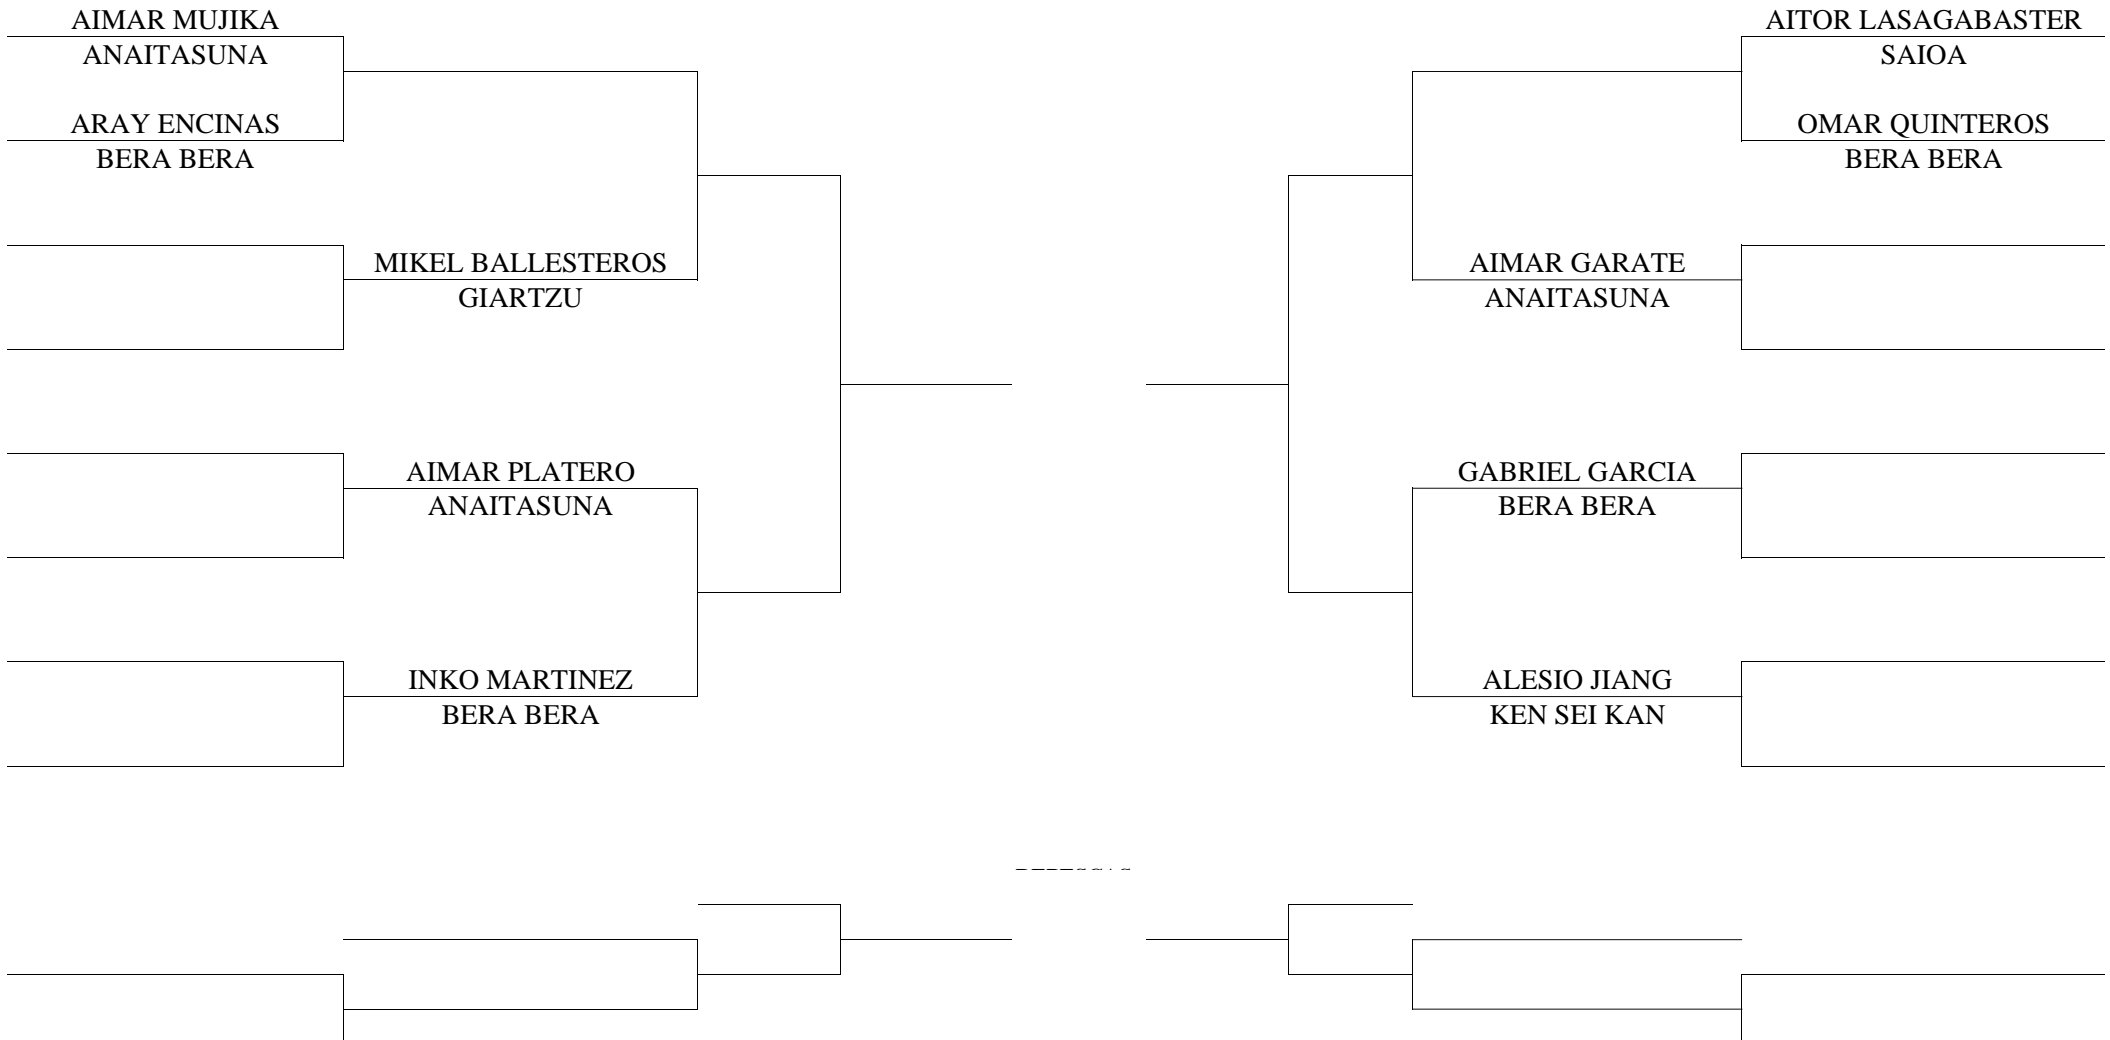 AIMAR MUJIKA
ANAITASUNA
ARAY ENCINAS
BERA BERA
MIKEL BALLESTEROS
GIARTZU
AIMAR PLATERO
ANAITASUNA
INKO MARTINEZ
BERA BERA
AITOR LASAGABASTER
SAIOA
OMAR QUINTEROS
BERA BERA
AIMAR GARATE
ANAITASUNA
GABRIEL GARCIA
BERA BERA
ALESIO JIANG
KEN SEI KAN